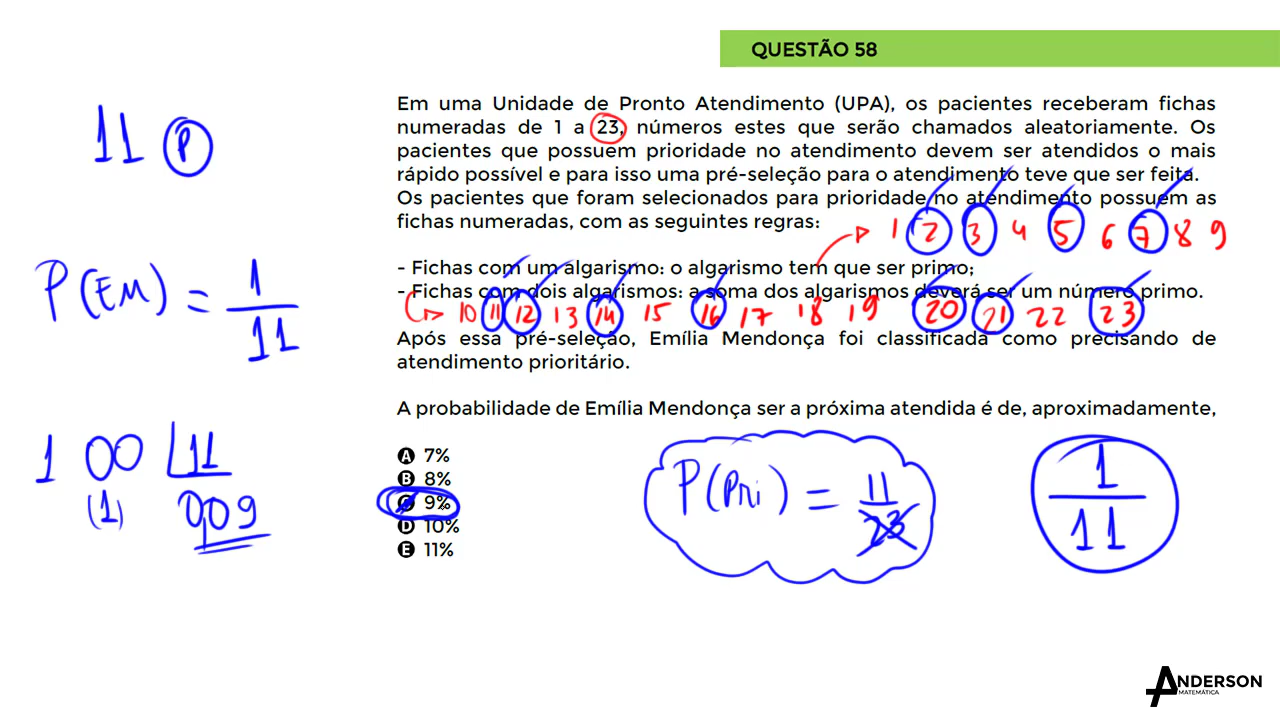 QUESTÃO 58
Em uma Unidade de Pronto Atendimento (UPA), os pacientes receberam fichas
numeradas de 1 a 23, números estes que serão chamados aleatoriamente. Os
pacientes que possuem prioridade no atendimento devem ser atendidos o mais
rápido possível e para isso uma pré-seleção para o atendimento teve que ser feita.
Os pacientes que foram selecionados para prioridade no atendimento possuem as
fichas numeradas, com as seguintes regras:
1 2 3 4 5 6 7 8 9
- Fichas com um algarismo: o algarismo tem que ser primo;
- Fichas com dois algarismos: a soma dos algarismos deverá ser um número primo.
10 11 12 13 14 15 16 17 18 19 20 21 22 23
Após essa pré-seleção, Emília Mendonça foi classificada como precisando de
atendimento prioritário.
A probabilidade de Emília Mendonça ser a próxima atendida é de, aproximadamente,
A 7%
B 8%
C 9%
D 10%
E 11%
11 P
P(EM) = 1
11
1 00 11
(1) 0,09
P(Pri) = 11
23
1
11
ANDERSON
MATEMÁTICA